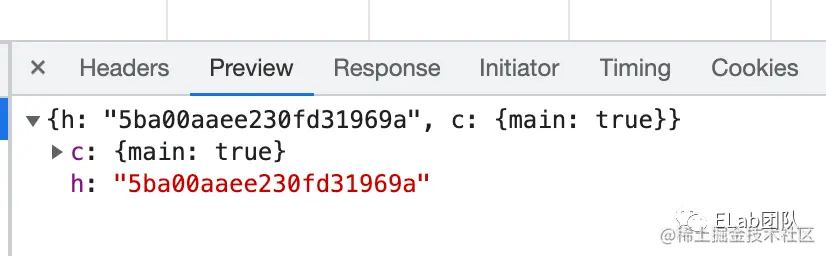 × Headers Preview Response Initiator Timing Cookies
▼{h: "5ba00aaee230fd31969a", c: {main: true}}
▶c: {main: true}
h: "5ba00aaee230fd31969a"
ELab团队
@稀土掘金技术社区